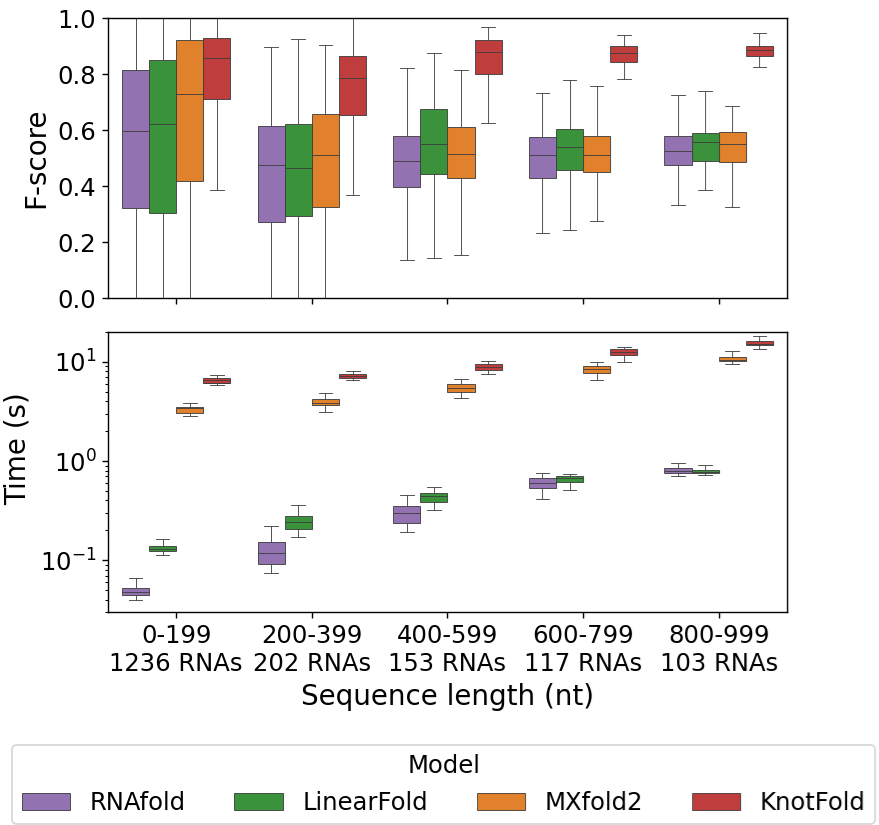 1.0
0.8
0.6
0.4
0.2
0.0
F-score
10¹
10⁰
10⁻¹
Time (s)
0-199 200-399 400-599 600-799 800-999
1236 RNAs 202 RNAs 153 RNAs 117 RNAs 103 RNAs
Sequence length (nt)
Model
RNAfold LinearFold MXfold2 KnotFold